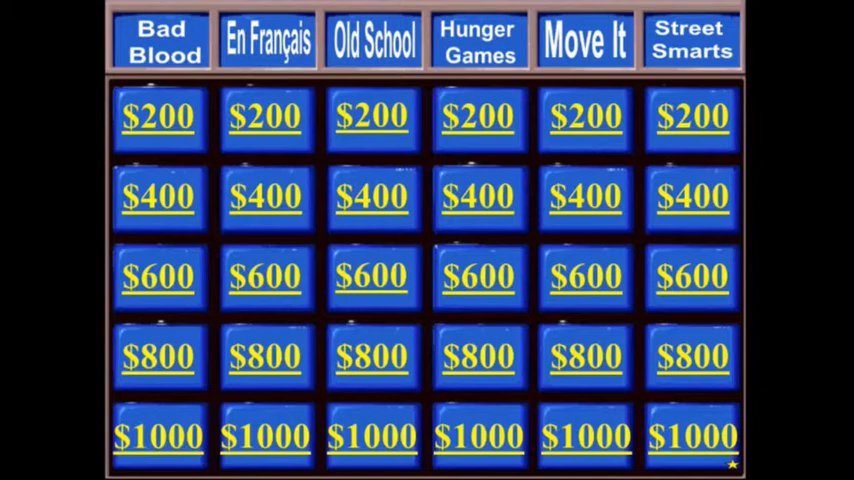 Bad
Blood
En Français
Old School
Hunger
Games
Move It
Street
Smarts
$200 $200 $200 $200 $200 $200
$400 $400 $400 $400 $400 $400
$600 $600 $600 $600 $600 $600
$800 $800 $800 $800 $800 $800
$1000 $1000 $1000 $1000 $1000 $1000